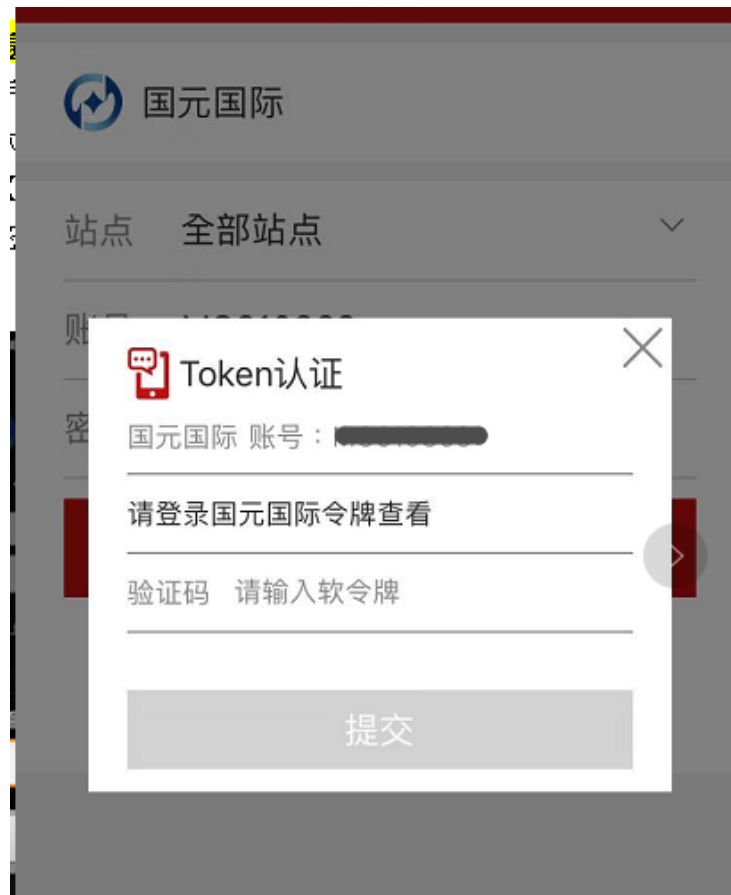 国元国际
站点 全部站点
账
密
Token认证
国元国际 账号：
请登录国元国际令牌查看
验证码 请输入软令牌
提交